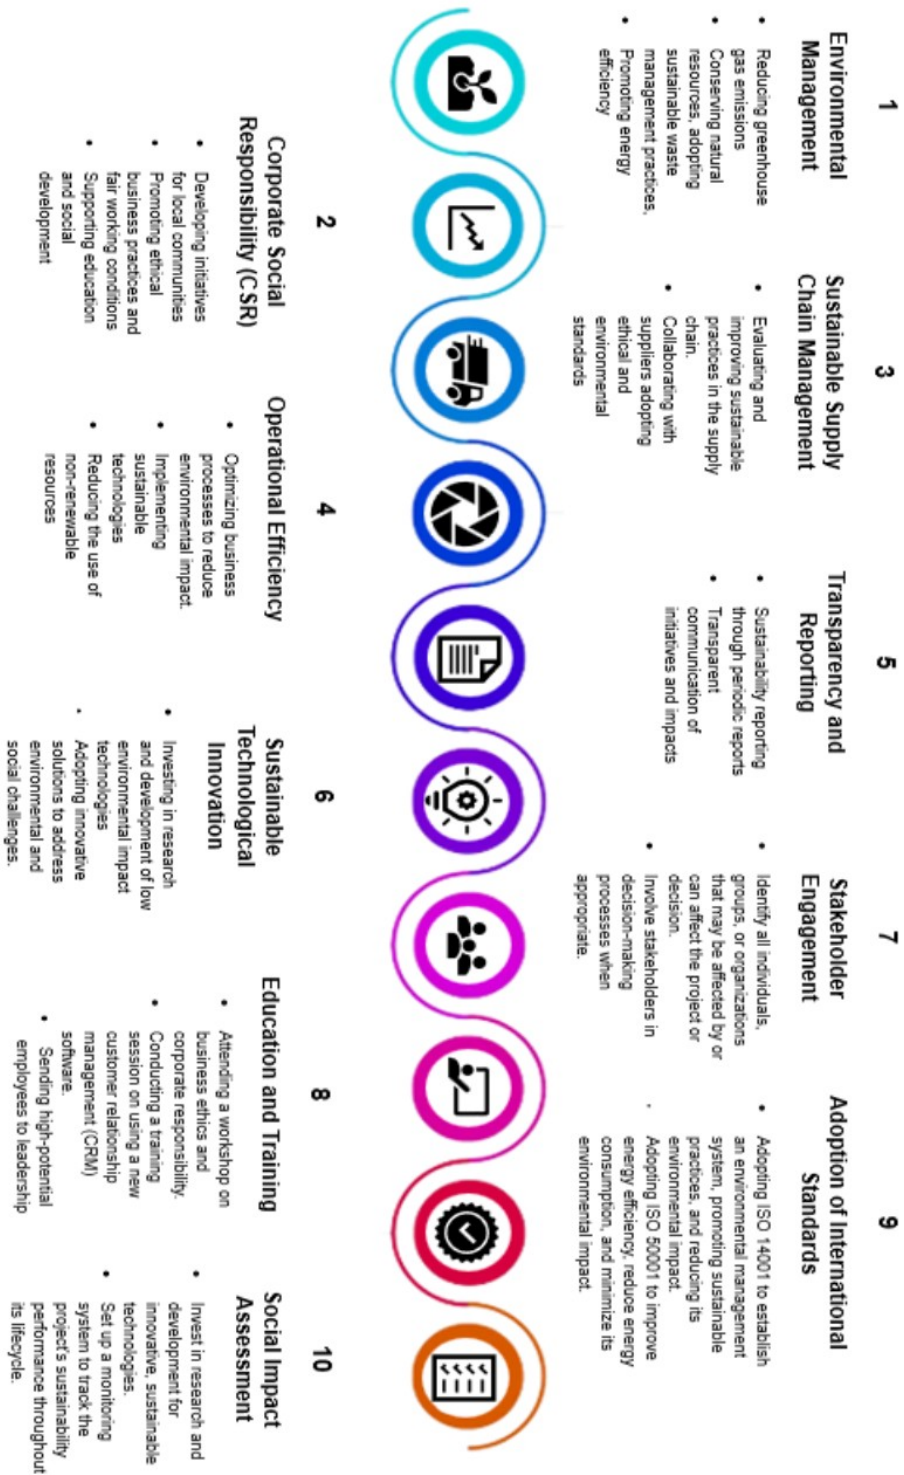 1
Environmental
Management
• Reducing greenhouse
gas emissions
• Conserving natural
resources, adopting
sustainable waste
management practices,
• Promoting energy
efficiency
2
Corporate Social
Responsibility (CSR)
• Developing initiatives
for local communities
• Promoting ethical
business practices and
fair working conditions
• Supporting education
and social
development
3
Sustainable Supply
Chain Management
• Evaluating and
improving sustainable
practices in the supply
chain.
• Collaborating with
suppliers adopting
ethical and
environmental
standards
4
Operational Efficiency
• Optimizing business
processes to reduce
environmental impact.
• Implementing
sustainable
technologies
• Reducing the use of
non-renewable
resources
5
Transparency and
Reporting
• Sustainability reporting
through periodic reports
• Transparent
communication of
initiatives and impacts
6
Sustainable
Technological
Innovation
• Investing in research
and development of low
environmental impact
technologies
• Adopting innovative
solutions to address
environmental and
social challenges.
7
Stakeholder
Engagement
• Identify all individuals,
groups, or organizations
that may be affected by or
can affect the project or
decision.
• Involve stakeholders in
decision-making
processes when
appropriate.
8
Education and Training
• Attending a workshop on
business ethics and
corporate responsibility.
• Conducting a training
session on using a new
customer relationship
management (CRM)
software.
• Sending high-potential
employees to leadership
9
Adoption of International
Standards
• Adopting ISO 14001 to establish
an environmental management
system, promoting sustainable
practices, and reducing its
environmental impact.
• Adopting ISO 50001 to improve
energy efficiency, reduce energy
consumption, and minimize its
environmental impact.
10
Social Impact
Assessment
• Invest in research and
development for
innovative, sustainable
technologies.
• Set up a monitoring
system to track the
project's sustainability
performance throughout
its lifecycle.